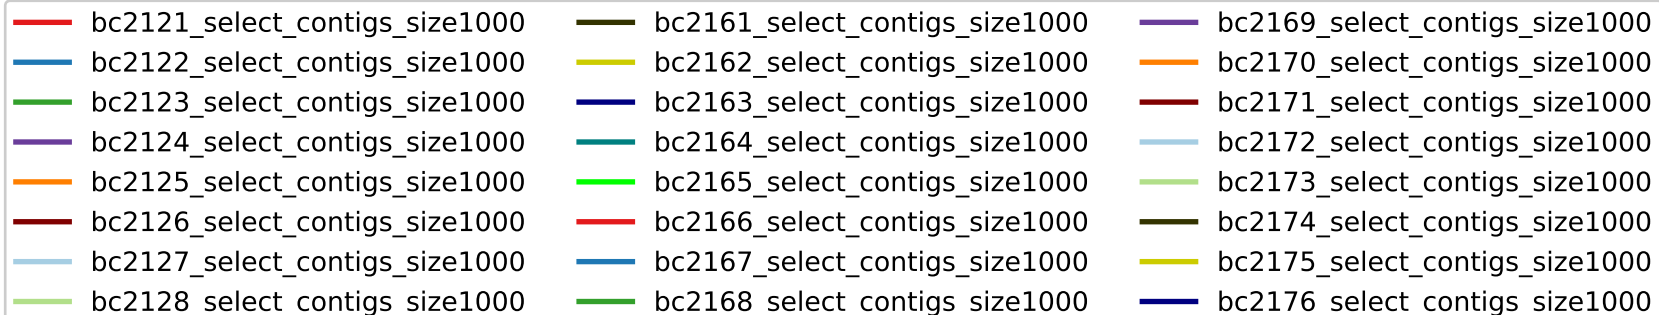 bc2121_select_contigs_size1000 bc2161_select_contigs_size1000 bc2169_select_contigs_size1000
bc2122_select_contigs_size1000 bc2162_select_contigs_size1000 bc2170_select_contigs_size1000
bc2123_select_contigs_size1000 bc2163_select_contigs_size1000 bc2171_select_contigs_size1000
bc2124_select_contigs_size1000 bc2164_select_contigs_size1000 bc2172_select_contigs_size1000
bc2125_select_contigs_size1000 bc2165_select_contigs_size1000 bc2173_select_contigs_size1000
bc2126_select_contigs_size1000 bc2166_select_contigs_size1000 bc2174_select_contigs_size1000
bc2127_select_contigs_size1000 bc2167_select_contigs_size1000 bc2175_select_contigs_size1000
bc2128_select_contigs_size1000 bc2168_select_contigs_size1000 bc2176_select_contigs_size1000